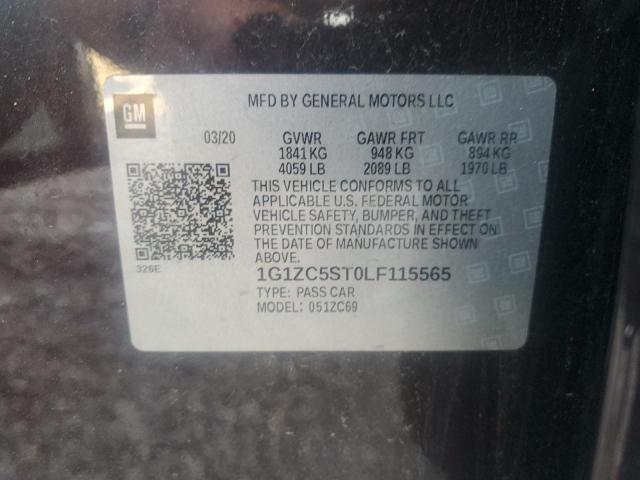 GM
MFD BY GENERAL MOTORS LLC
03/20 GVWR GAWR FRT GAWR RR
1841 KG 948 KG 894 KG
4059 LB 2089 LB 1970 LB
THIS VEHICLE CONFORMS TO ALL
APPLICABLE U.S. FEDERAL MOTOR
VEHICLE SAFETY, BUMPER, AND THEFT
PREVENTION STANDARDS IN EFFECT ON
THE DATE OF MANUFACTURE SHOWN
ABOVE.
326E
1G1ZC5ST0LF115565
TYPE: PASS CAR
MODEL: 051ZC69